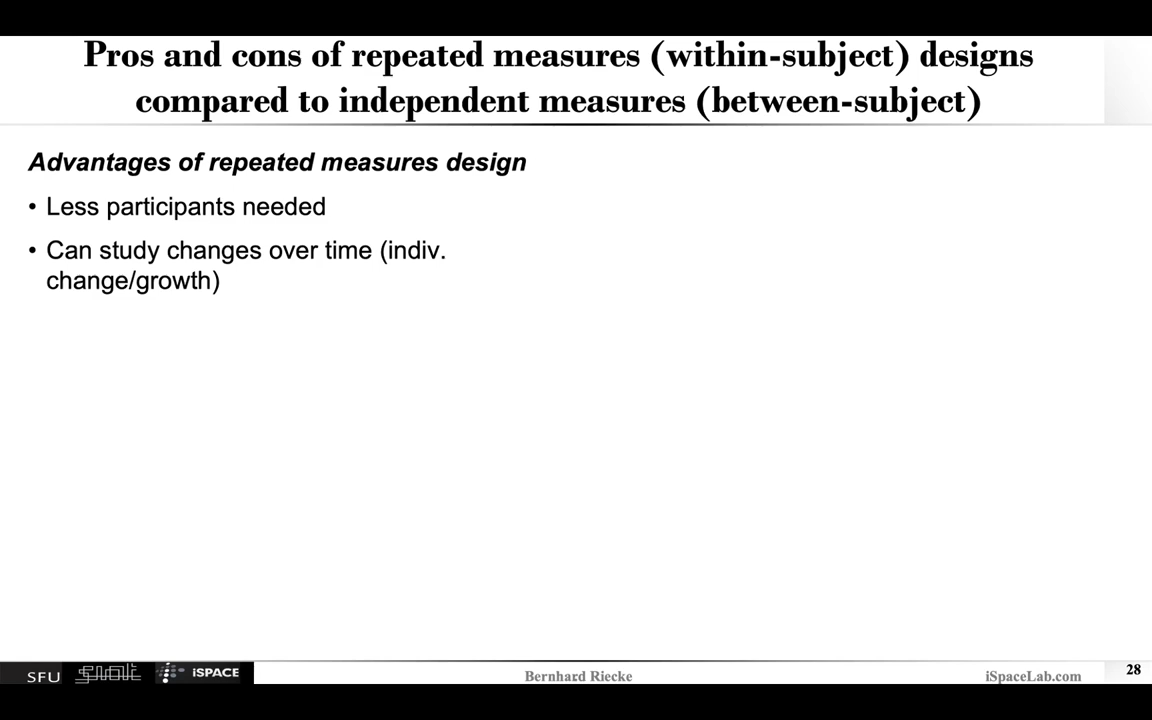 Pros and cons of repeated measures (within-subject) designs
compared to independent measures (between-subject)
Advantages of repeated measures design
• Less participants needed
• Can study changes over time (indiv.
change/growth)
SFU
iSPACE
Bernhard Riecke
iSpaceLab.com
28